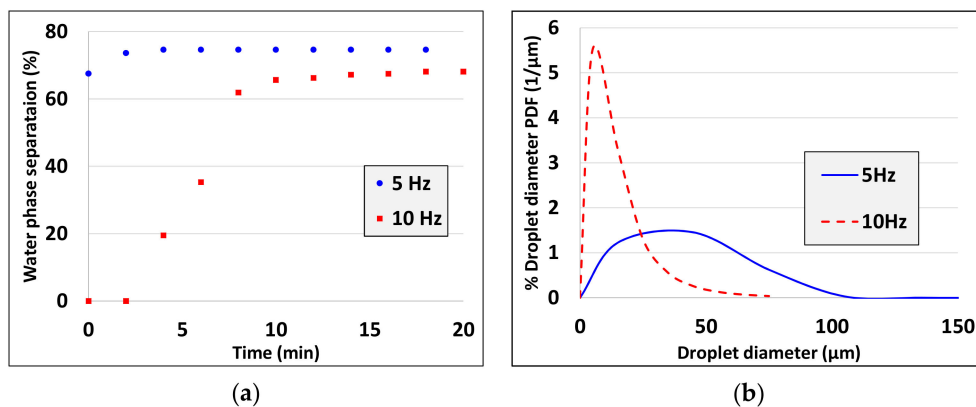 80
60
40
20
0
Water phase separataion (%)
5 Hz
10 Hz
0 5 10 15 20
Time (min)
(a)
6
5
4
3
2
1
0
% Droplet diameter PDF (1/μm)
5Hz
10Hz
0 50 100 150
Droplet diameter (μm)
(b)